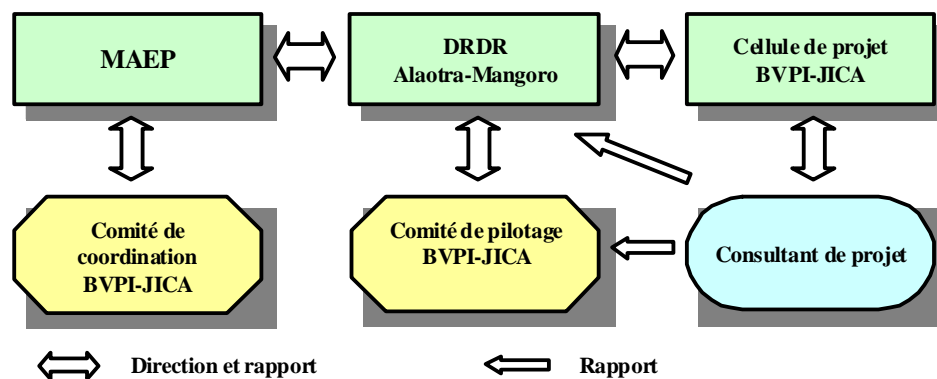 MAEP
DRDR
Alaotra-Mangoro
Cellule de projet
BVPI-JICA
Comité de
coordination
BVPI-JICA
Comité de pilotage
BVPI-JICA
Consultant de projet
Direction et rapport
Rapport